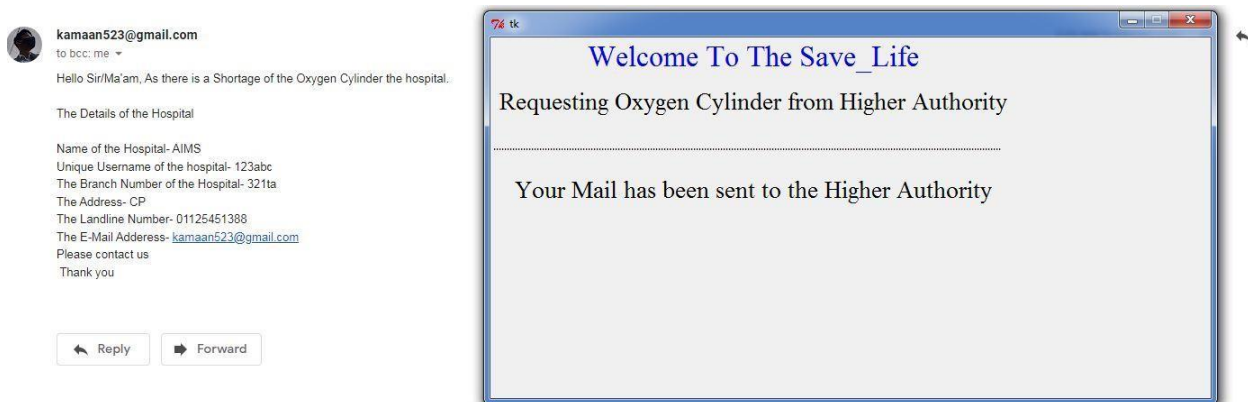 kamaan523@gmail.com
to bcc: me
Hello Sir/Ma'am, As there is a Shortage of the Oxygen Cylinder the hospital.
The Details of the Hospital
Name of the Hospital- AIMS
Unique Username of the hospital- 123abc
The Branch Number of the Hospital- 321ta
The Address- CP
The Landline Number- 01125451388
The E-Mail Adderess- kamaan523@gmail.com
Please contact us
Thank you
Reply
Forward
tk
Welcome To The Save_Life
Requesting Oxygen Cylinder from Higher Authority
Your Mail has been sent to the Higher Authority